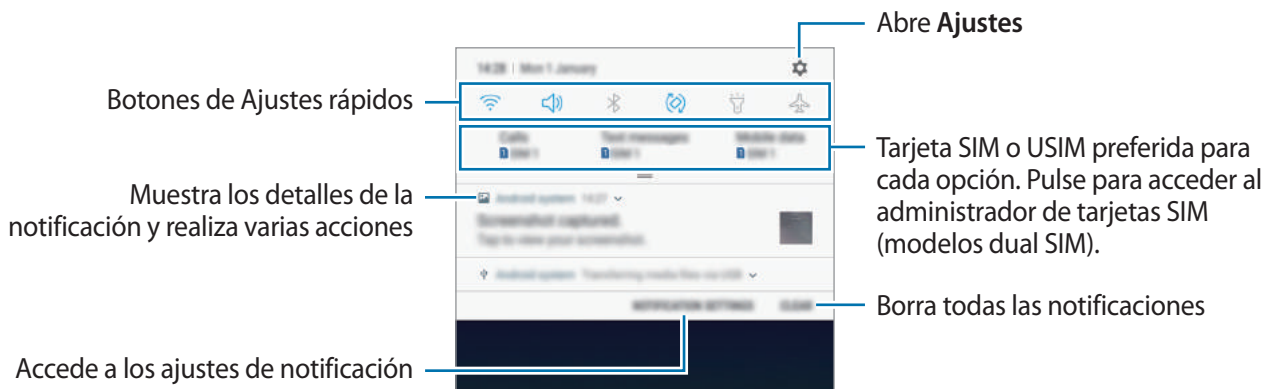 Abre Ajustes
14:28 | Mon 1 January
Botones de Ajustes rápidos
Calls
Text messages
Mobile data
1 SIM 1
1 SIM 1
1 SIM 1
Tarjeta SIM o USIM preferida para
cada opción. Pulse para acceder al
administrador de tarjetas SIM
(modelos dual SIM).
Muestra los detalles de la
notificación y realiza varias acciones
Android system 14:27
Screenshot captured.
Tap to view your screenshot.
Android system Transferring media files via USB
NOTIFICATION SETTINGS CLEAR
Borra todas las notificaciones
Accede a los ajustes de notificación